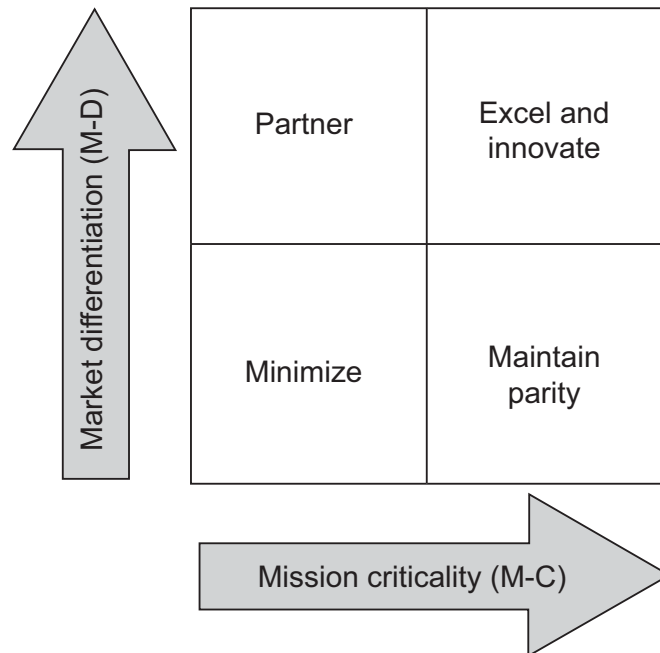 Market differentiation (M-D)
Partner
Excel and
innovate
Minimize
Maintain
parity
Mission criticality (M-C)